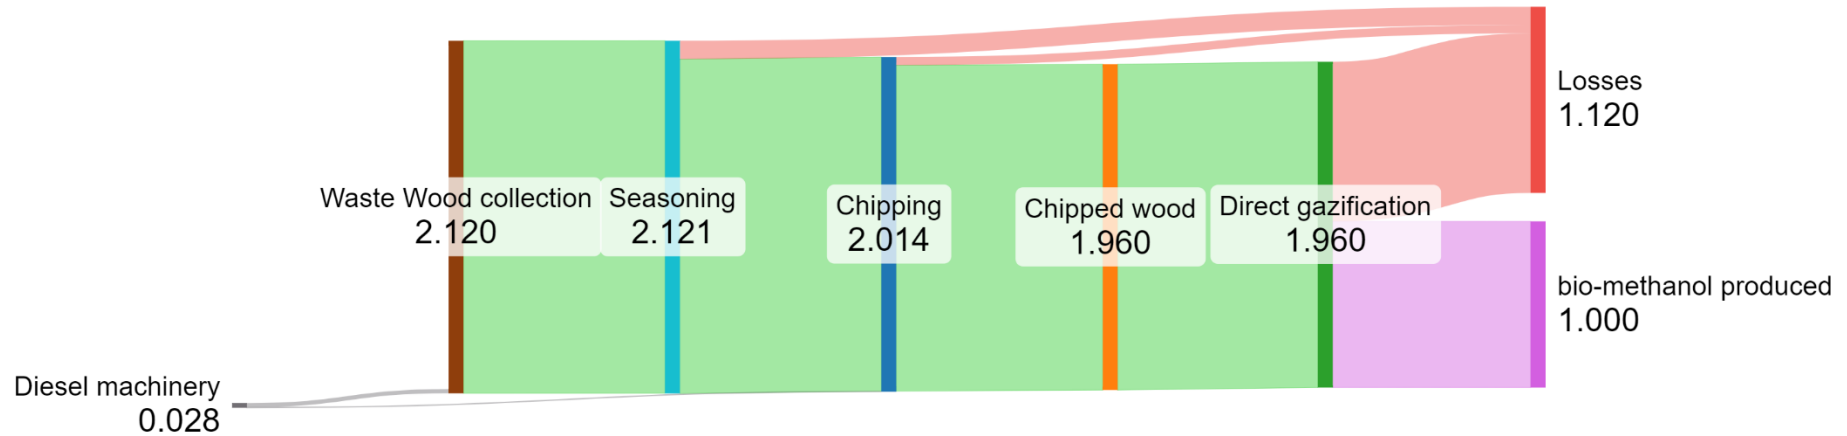 Losses
1.120
Waste Wood collection
2.120
Seasoning
2.121
Chipping
2.014
Chipped wood
1.960
Direct gazification
1.960
bio-methanol produced
1.000
Diesel machinery
0.028